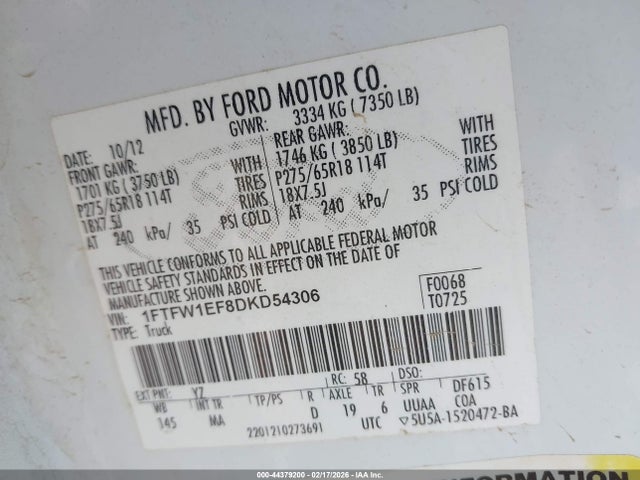 MFD. BY FORD MOTOR CO.
DATE: 10/12 GVWR: 3334 KG ( 7350 LB)
FRONT GAWR: REAR GAWR: WITH
1701 KG ( 3750 LB) WITH 1746 KG ( 3850 LB) TIRES
P275/65R18 114T TIRES P275/65R18 114T RIMS
18X7.5J RIMS 18X7.5J
AT 240 kPa/ 35 PSI COLD AT 240 kPa/ 35 PSI COLD
THIS VEHICLE CONFORMS TO ALL APPLICABLE FEDERAL MOTOR
VEHICLE SAFETY STANDARDS IN EFFECT ON THE DATE OF
MANUFACTURE SHOWN ABOVE.
VIN: 1FTFW1EF8DKD54306 F0068
TYPE: Truck T0725
EXT PNT: YZ RC: 58 DSO:
WB INT TR TP/PS R AXLE TR SPR DF615
145 MA D 19 6 UUAA COA
2201210273691 UTC ▽5U5A-1520472-BA
INFORMATION
000-44379200 - 02/17/2026 - IAA Inc.